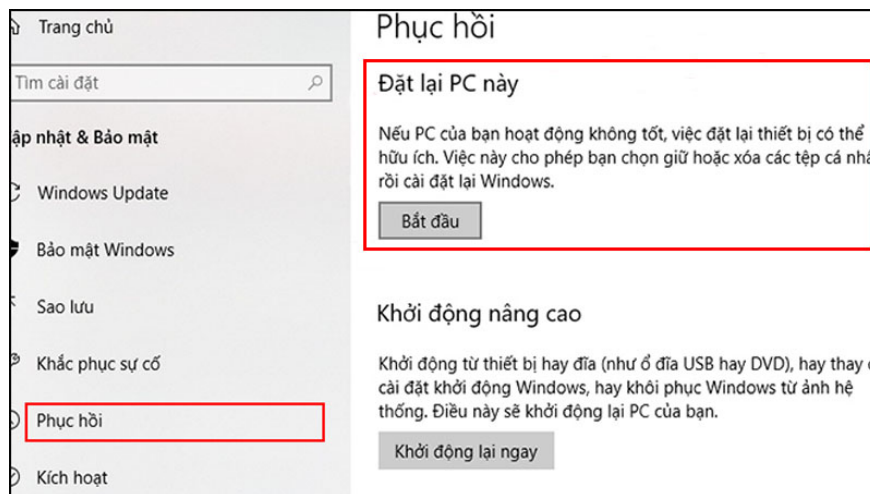 Trang chủ
Tìm cài đặt
ập nhật & Bảo mật
Windows Update
Bảo mật Windows
Sao lưu
Khắc phục sự cố
Phục hồi
Kích hoạt
Phục hồi
Đặt lại PC này
Nếu PC của bạn hoạt động không tốt, việc đặt lại thiết bị có thể
hữu ích. Việc này cho phép bạn chọn giữ hoặc xóa các tệp cá nhâ
rồi cài đặt lại Windows.
Bắt đầu
Khởi động nâng cao
Khởi động từ thiết bị hay đĩa (như ổ đĩa USB hay DVD), hay thay
cài đặt khởi động Windows, hay khôi phục Windows từ ảnh hệ
thống. Điều này sẽ khởi động lại PC của bạn.
Khởi động lại ngay